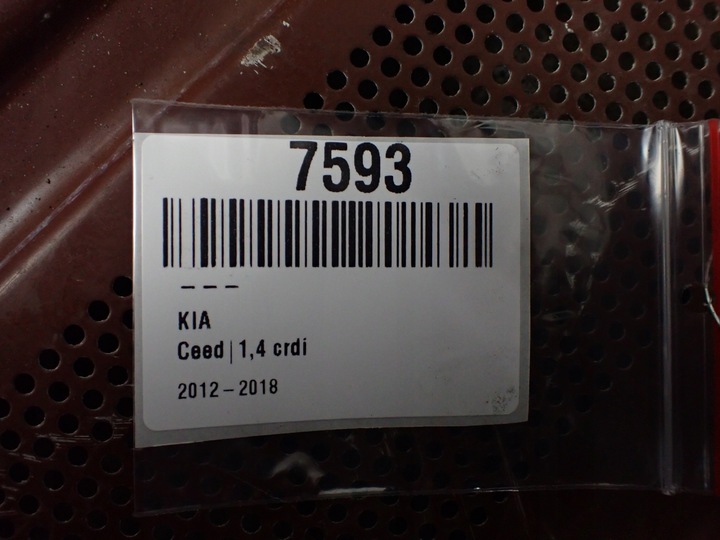 7593
– – –
KIA
Ceed | 1,4 crdi
2012 – 2018